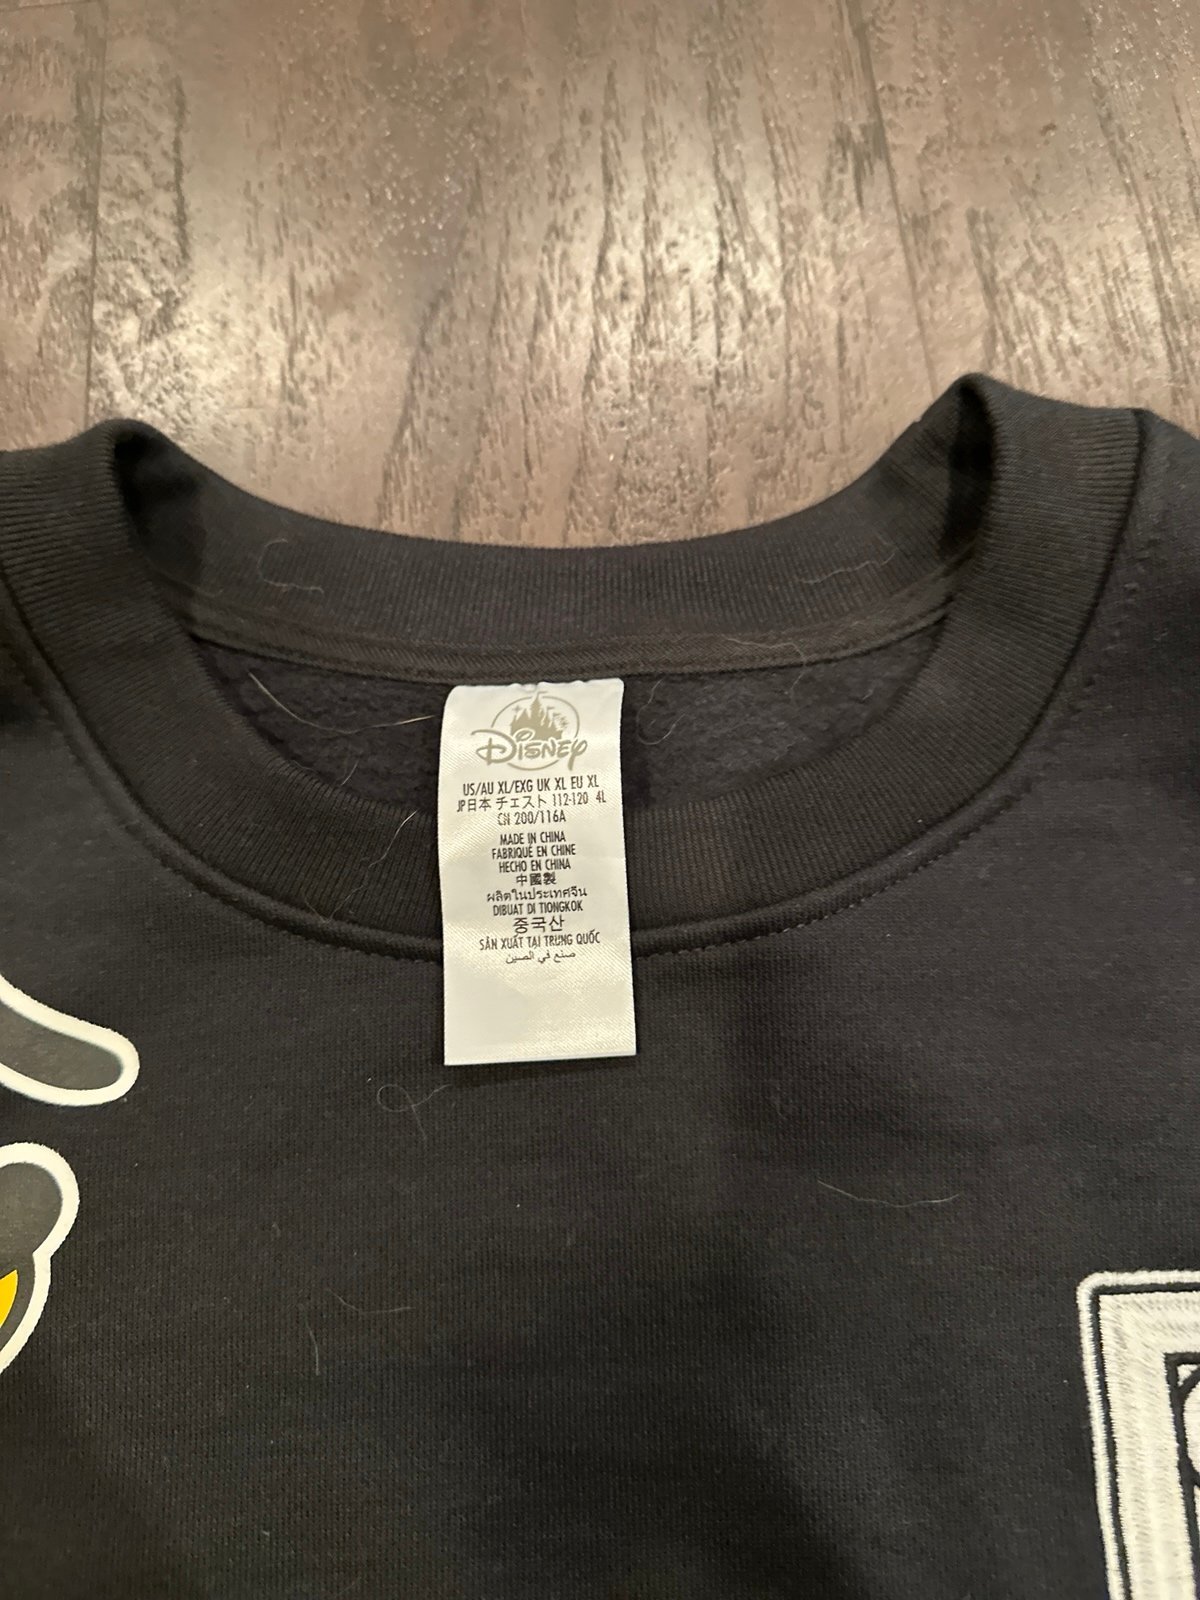 Disney
US/AU XL/EXG UK XL EU XL
JP日本 チェスト 112-120 4L
CN 200/116A
MADE IN CHINA
FABRIQUÉ EN CHINE
HECHO EN CHINA
中國製
ผลิตในประเทศจีน
DIBUAT DI TIONGKOK
중국산
SẢN XUẤT TẠI TRUNG QUỐC
صنع في الصين